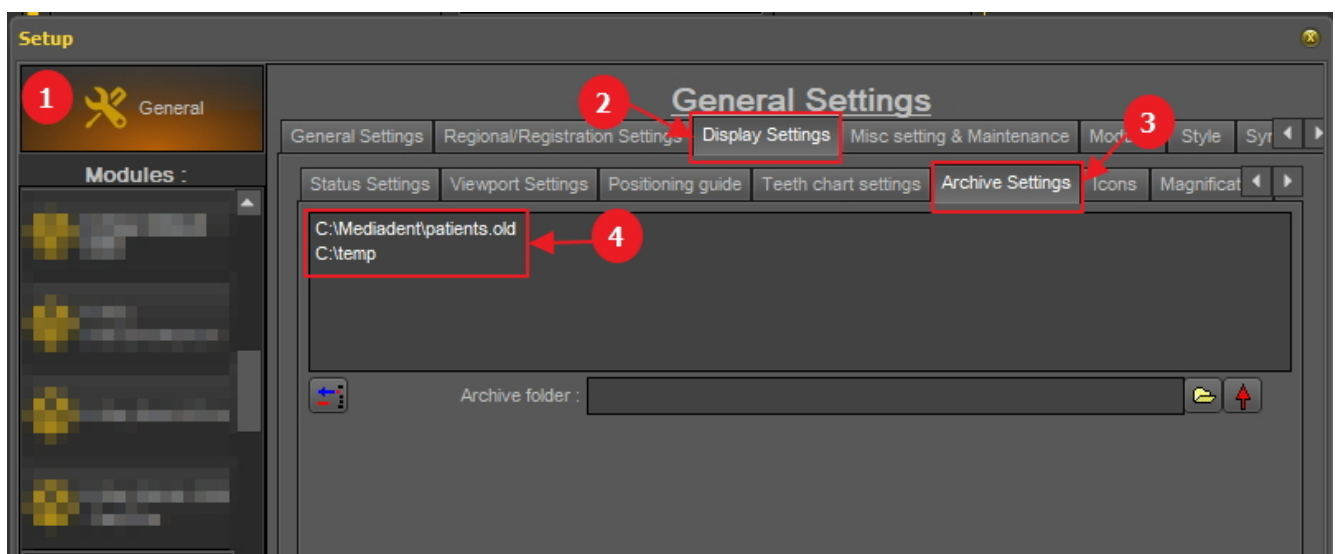 Setup
1
General
2
General Settings
General Settings
Regional/Registration Settings
Display Settings
Misc setting & Maintenance
3
Style
Modules :
Status Settings
Viewport Settings
Positioning guide
Teeth chart settings
Archive Settings
Icons
C:\Mediadent\patients.old
C:\temp
4
Archive folder :